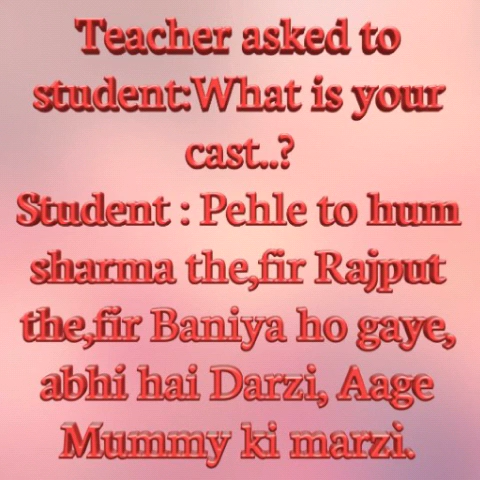 Teacher asked to
student:What is your
cast..?
Student : Pehle to hum
sharma the,fir Rajput
the,fir Baniya ho gaye,
abhi hai Darzi, Aage
Mummy ki marzi.